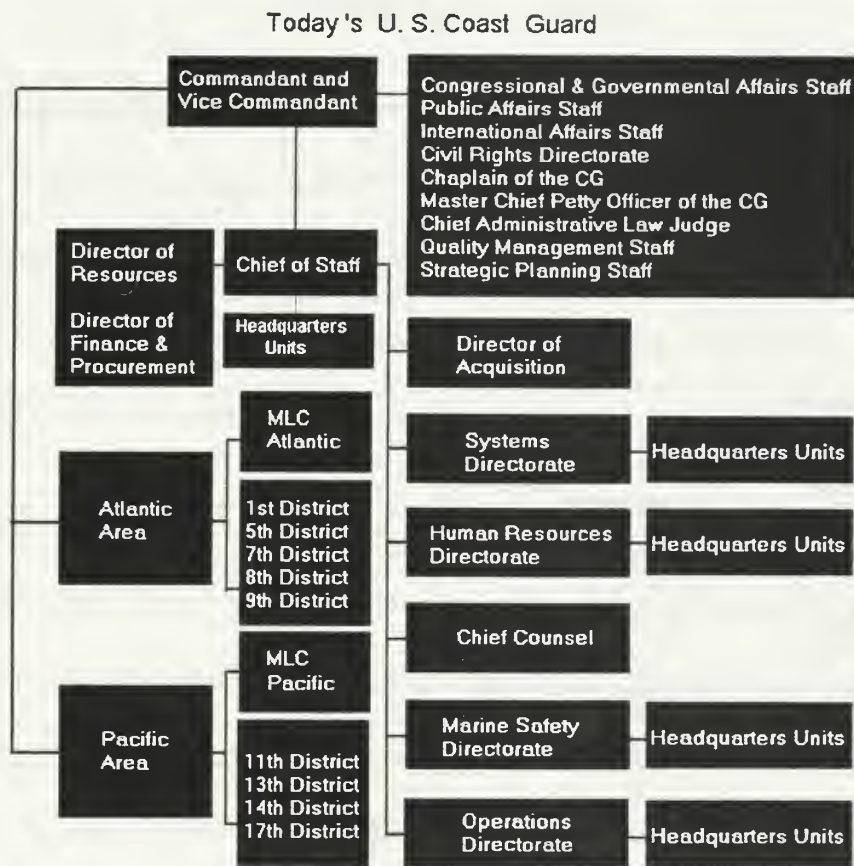 Today's U. S. Coast Guard
Commandant and
Vice Commandant
Congressional & Governmental Affairs Staff
Public Affairs Staff
International Affairs Staff
Civil Rights Directorate
Chaplain of the CG
Master Chief Petty Officer of the CG
Chief Administrative Law Judge
Quality Management Staff
Strategic Planning Staff
Director of
Resources
Director of
Finance &
Procurement
Chief of Staff
Headquarters
Units
Director of
Acquisition
MLC
Atlantic
Systems
Directorate
Headquarters Units
Atlantic
Area
1st District
5th District
7th District
8th District
9th District
Human Resources
Directorate
Headquarters Units
Chief Counsel
MLC
Pacific
Pacific
Area
11th District
13th District
14th District
17th District
Marine Safety
Directorate
Headquarters Units
Operations
Directorate
Headquarters Units